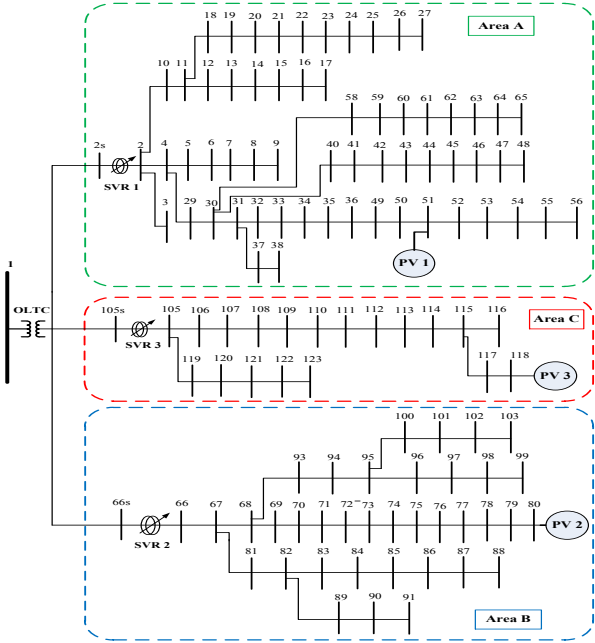 18 19 20 21 22 23 24 25 26 27
Area A
10 11 12 13 14 15 16 17
58 59 60 61 62 63 64 65
2s 2 4 5 6 7 8 9
40 41 42 43 44 45 46 47 48
SVR 1
3 29 30 31 32 33 34 35 36 49 50 51 52 53 54 55 56
37 38
PV 1
1
OLTC
105s 105 106 107 108 109 110 111 112 113 114 115 116
Area C
SVR 3
119 120 121 122 123
117 118
PV 3
100 101 102 103
93 94 95 96 97 98 99
66s 66 67 68 69 70 71 72 73 74 75 76 77 78 79 80
PV 2
SVR 2
81 82 83 84 85 86 87 88
89 90 91
Area B